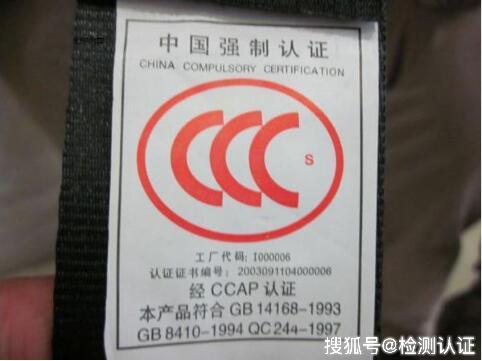 中国强制认证
CHINA COMPULSORY CERTIFICATION
CCC S
工厂代码: I000006
认证证书编号: 2003091104000006
经 CCAP 认证
本产品符合 GB 14168-1993
GB 8410-1994 QC 244-1997
搜狐号@检测认证